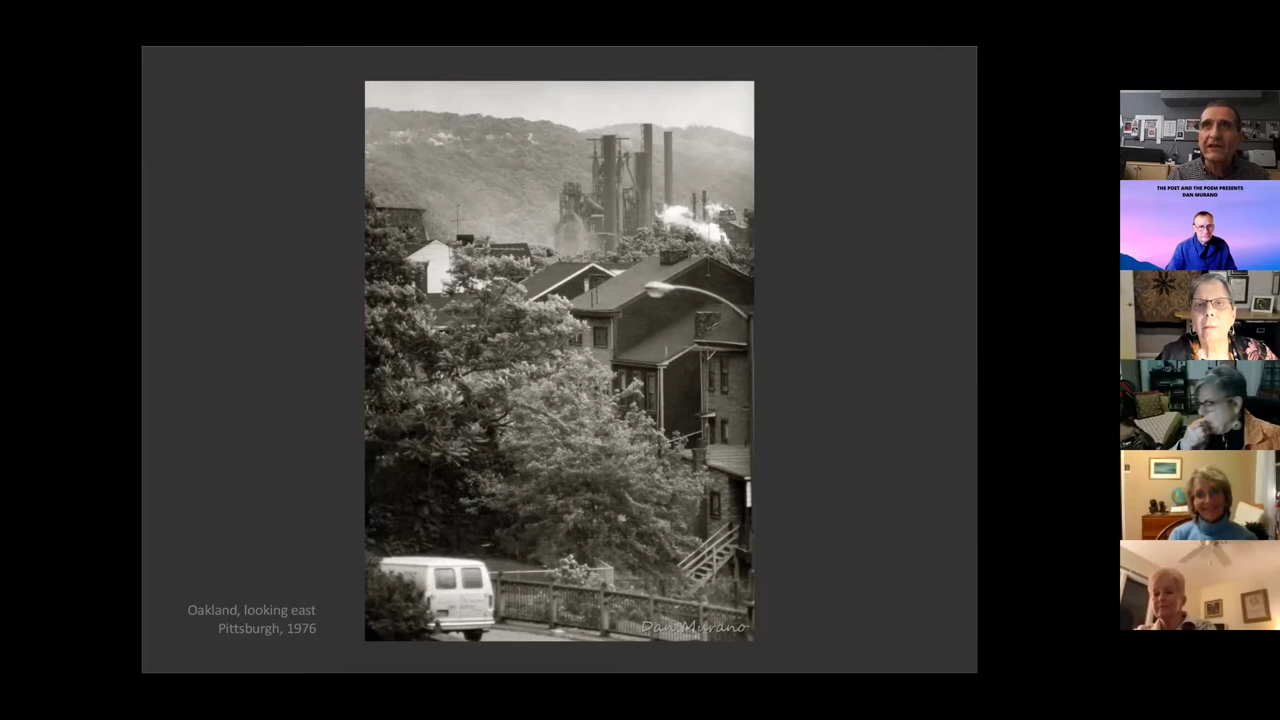 THE POET AND THE POEM PRESENTS
DAN MURANO
Oakland, looking east
Pittsburgh, 1976
Dan Murano